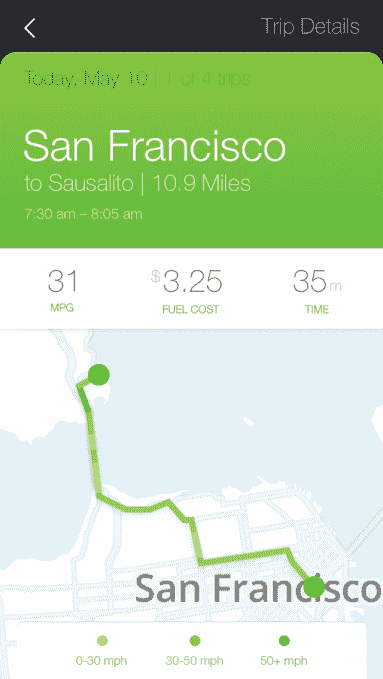 Trip Details
Today, May 10 | 1 of 4 trips
San Francisco
to Sausalito | 10.9 Miles
7:30 am – 8:05 am
31 $3.25 35m
MPG FUEL COST TIME
San Francisco
0-30 mph 30-50 mph 50+ mph